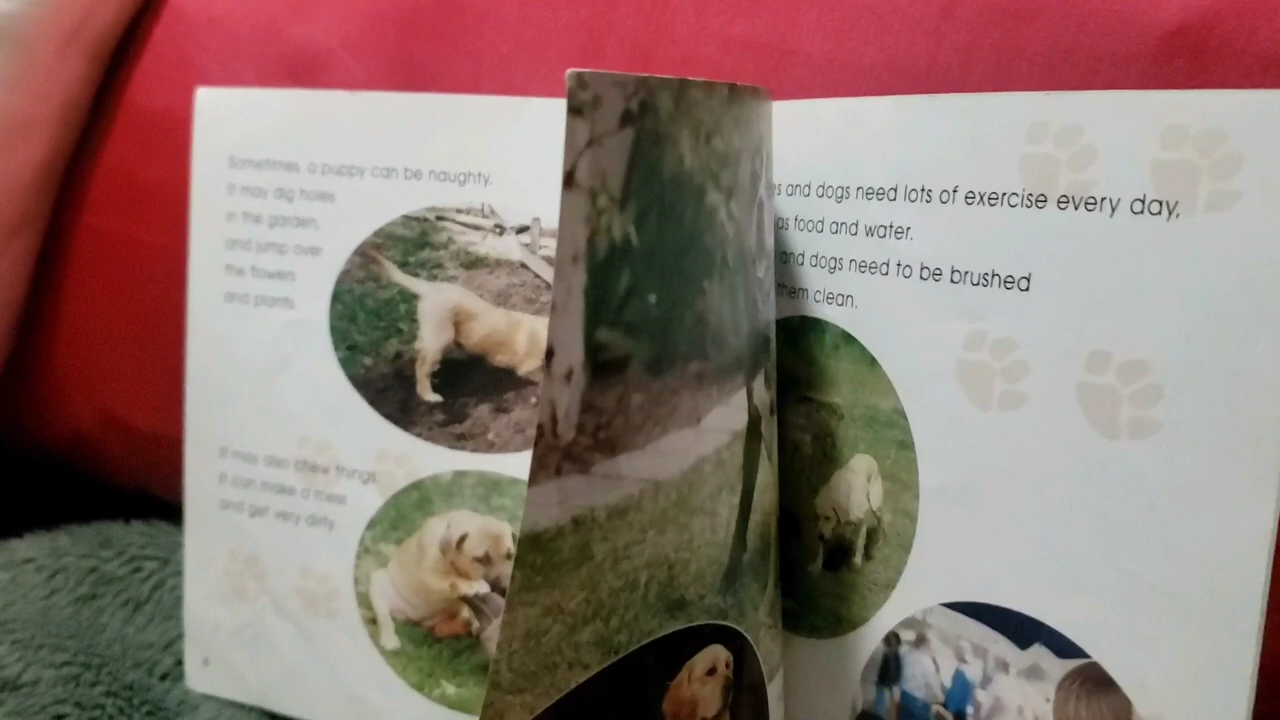 Sometimes, a puppy can be naughty.
It may dig holes
in the garden,
and jump over
the flowers
and plants.
It may also chew things.
It can make a mess
and get very dirty.
and dogs need lots of exercise every day,
food and water.
and dogs need to be brushed
them clean.